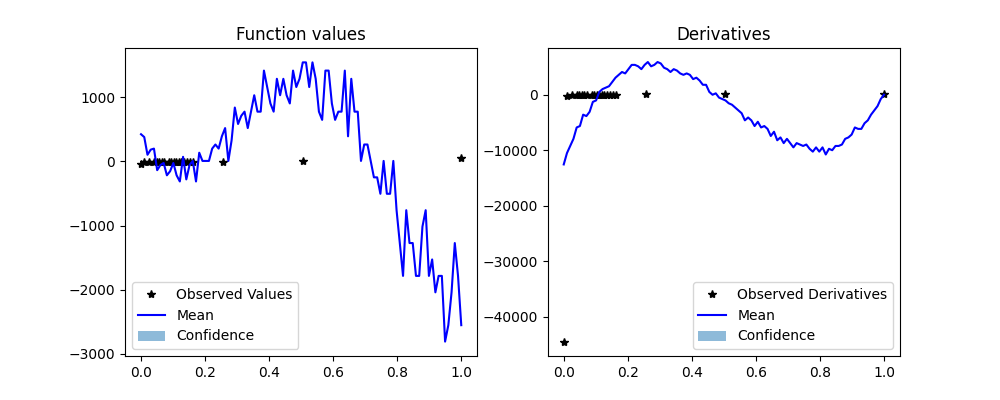 Function values
1000
0
−1000
−2000
−3000
0.0 0.2 0.4 0.6 0.8 1.0
Observed Values
Mean
Confidence
Derivatives
0
−10000
−20000
−30000
−40000
0.0 0.2 0.4 0.6 0.8 1.0
Observed Derivatives
Mean
Confidence